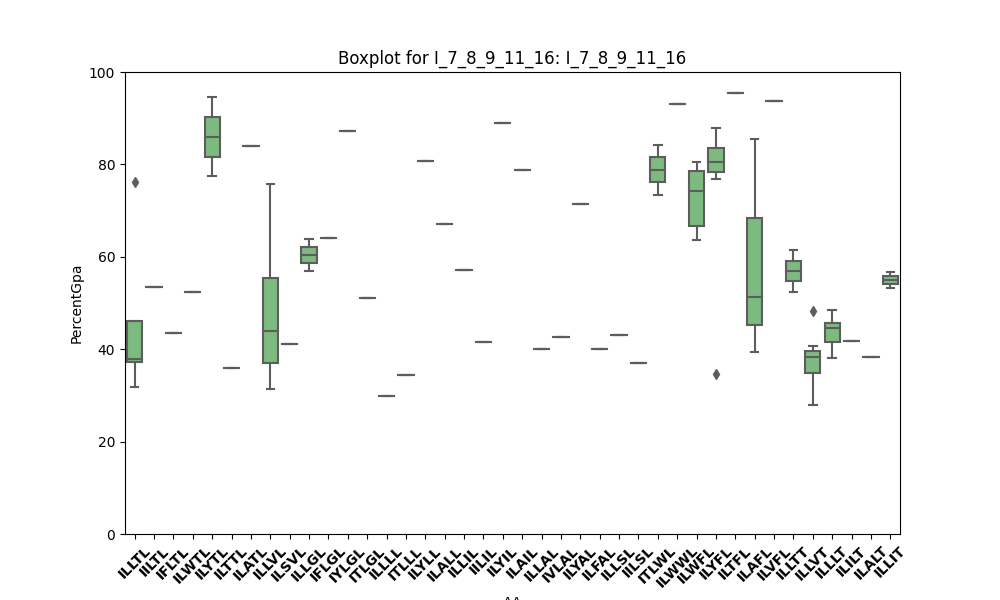 Boxplot for I_7_8_9_11_16: I_7_8_9_11_16
100
80
60
40
20
0
PercentGpa
ILLTL IILTL IFLTL ILWTL ILYTL ILTTL ILATL ILLVL ILSVL ILLGL IFLGL IYLGL ITLGL ILLLL ITLLL ILYLL ILALL ILLIL IILIL ILYIL ILAIL ILLAL IVLAL ILYAL ILFAL ILLSL IILSL ITLWL ILWWL ILWFL ILYFL ILTFL ILAFL ILVFL ILLTT ILLVT ILLLT ILILT ILALT ILLIT